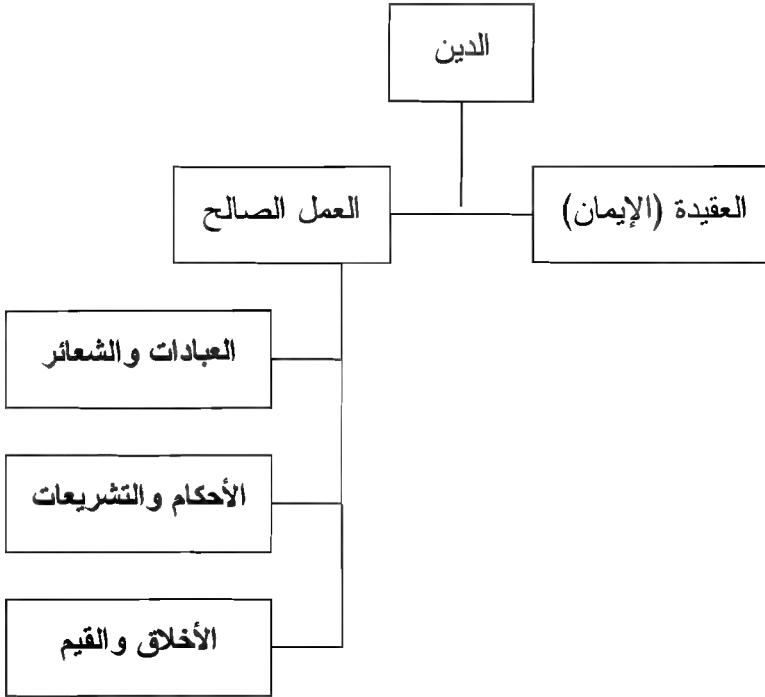 الدين
العقيدة (الإيمان)
العمل الصالح
العبادات والشعائر
الأحكام والتشريعات
الأخلاق والقيم